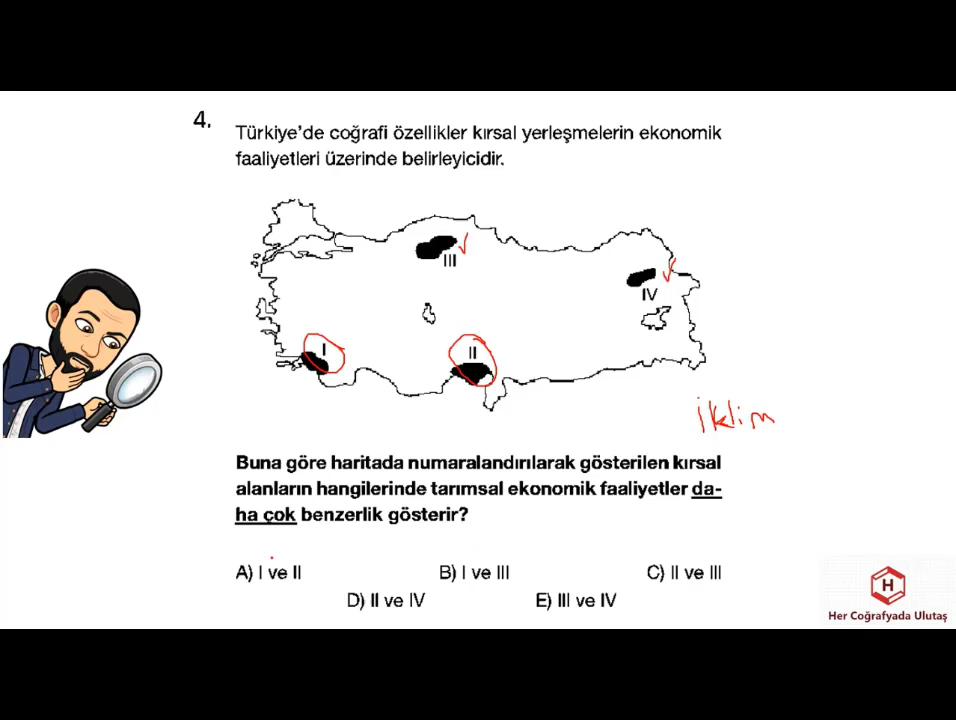 4.
Türkiye'de coğrafi özellikler kırsal yerleşmelerin ekonomik
faaliyetleri üzerinde belirleyicidir.
III
IV
I
II
İklim
Buna göre haritada numaralandırılarak gösterilen kırsal
alanların hangilerinde tarımsal ekonomik faaliyetler da-
ha çok benzerlik gösterir?
A) I ve II B) I ve III C) II ve III
D) II ve IV E) III ve IV
H
Her Coğrafyada Ulutaş